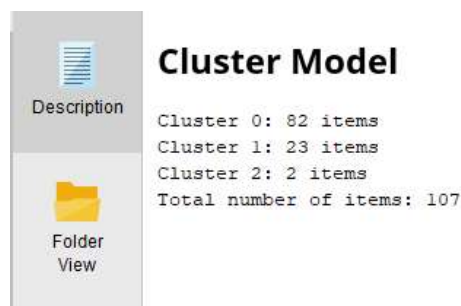 Description
Folder
View
Cluster Model
Cluster 0: 82 items
Cluster 1: 23 items
Cluster 2: 2 items
Total number of items: 107